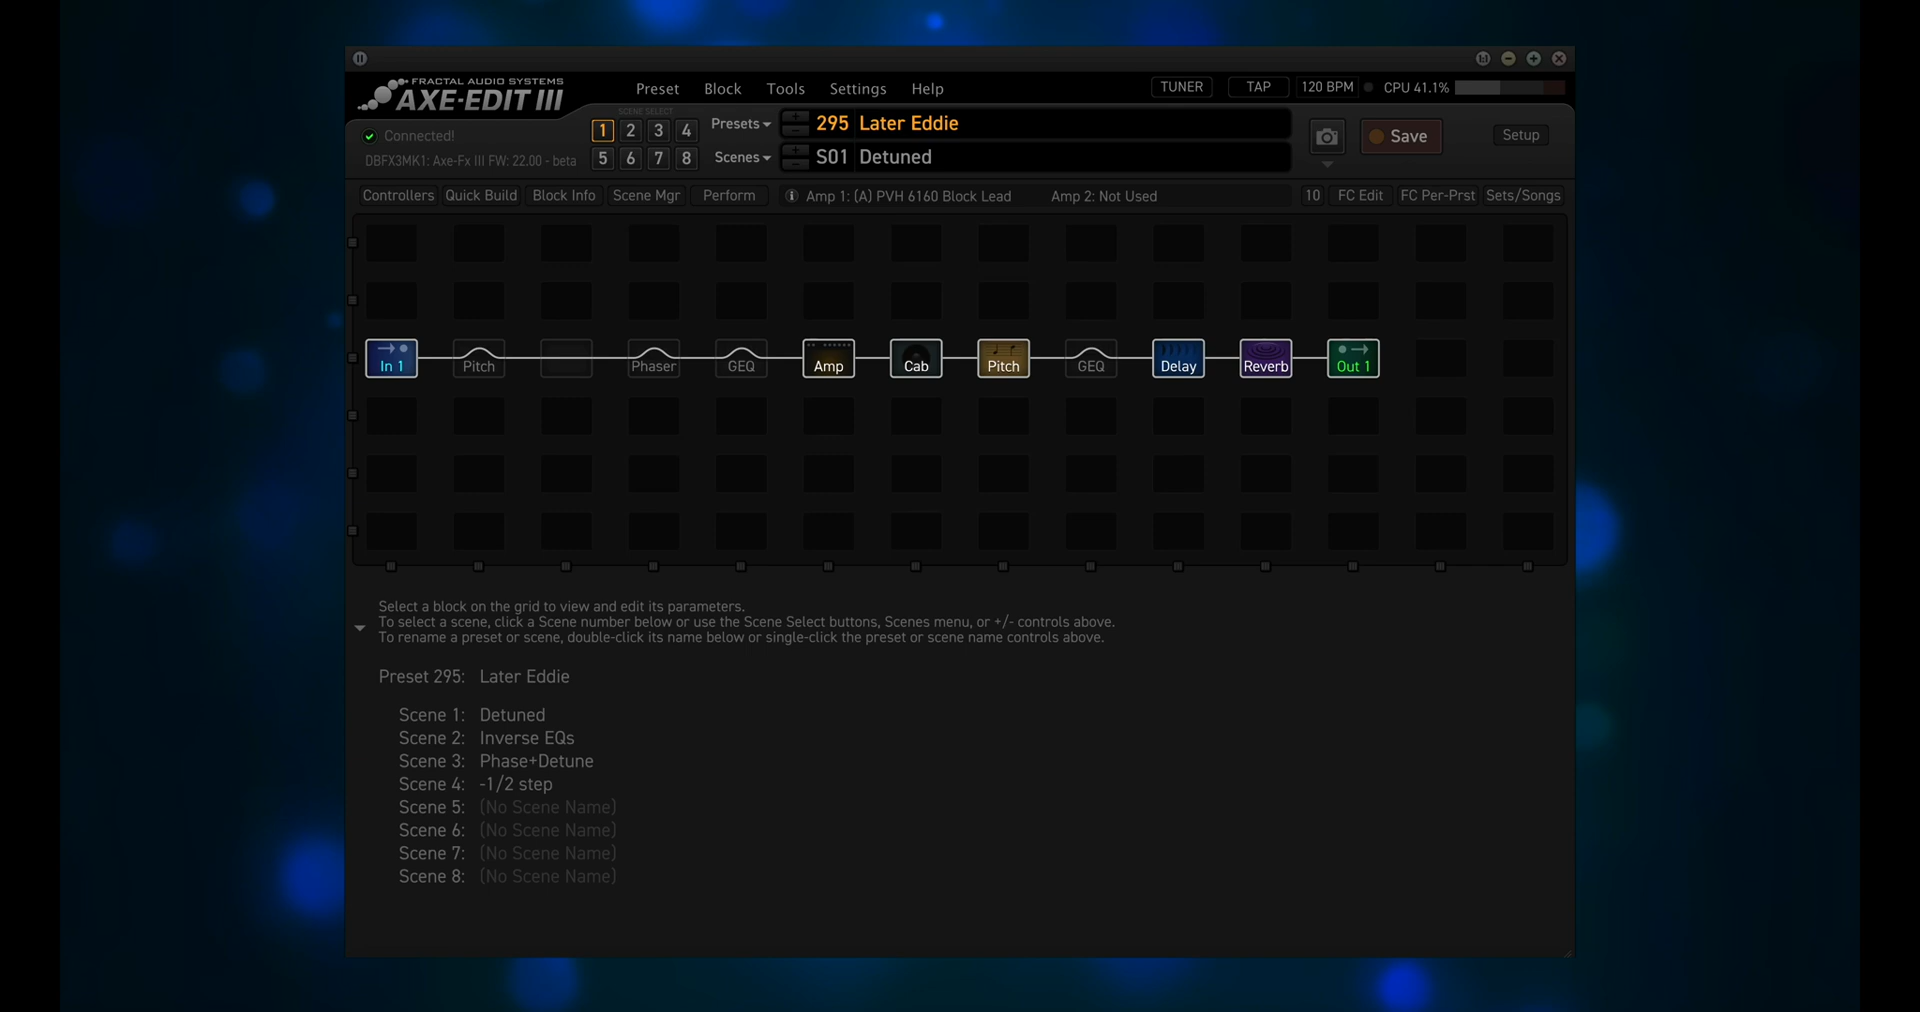 FRACTAL AUDIO SYSTEMS
AXE-EDIT III
Preset Block Tools Settings Help
TUNER TAP 120 BPM CPU 41.1%
Connected!
DBFX3MK1: Axe-Fx III FW: 22.00 - beta
SCENE SELECT
1 2 3 4
5 6 7 8
Presets + - 295 Later Eddie
Scenes + - S01 Detuned
Save
Setup
Controllers Quick Build Block Info Scene Mgr Perform
Amp 1: (A) PVH 6160 Block Lead Amp 2: Not Used
10 FC Edit FC Per-Prst Sets/Songs
In 1 Pitch Phaser GEQ Amp Cab Pitch GEQ Delay Reverb Out 1
Select a block on the grid to view and edit its parameters.
To select a scene, click a Scene number below or use the Scene Select buttons, Scenes menu, or +/- controls above.
To rename a preset or scene, double-click its name below or single-click the preset or scene name controls above.
Preset 295: Later Eddie
Scene 1: Detuned
Scene 2: Inverse EQs
Scene 3: Phase+Detune
Scene 4: -1/2 step
Scene 5: (No Scene Name)
Scene 6: (No Scene Name)
Scene 7: (No Scene Name)
Scene 8: (No Scene Name)